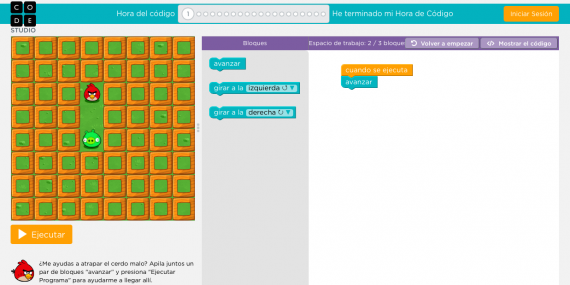 C O
D E
STUDIO
Hora del código
1
He terminado mi Hora de Código
Iniciar sesión
Bloques
Espacio de trabajo: 2 / 3 bloque
Volver a empezar
Mostrar el código
avanzar
girar a la izquierda ↺ ▼
girar a la derecha ↻ ▼
cuando se ejecuta
avanzar
Ejecutar
¿Me ayudas a atrapar el cerdo malo? Apila juntos un
par de bloques "avanzar" y presiona "Ejecutar
Programa" para ayudarme a llegar allí.